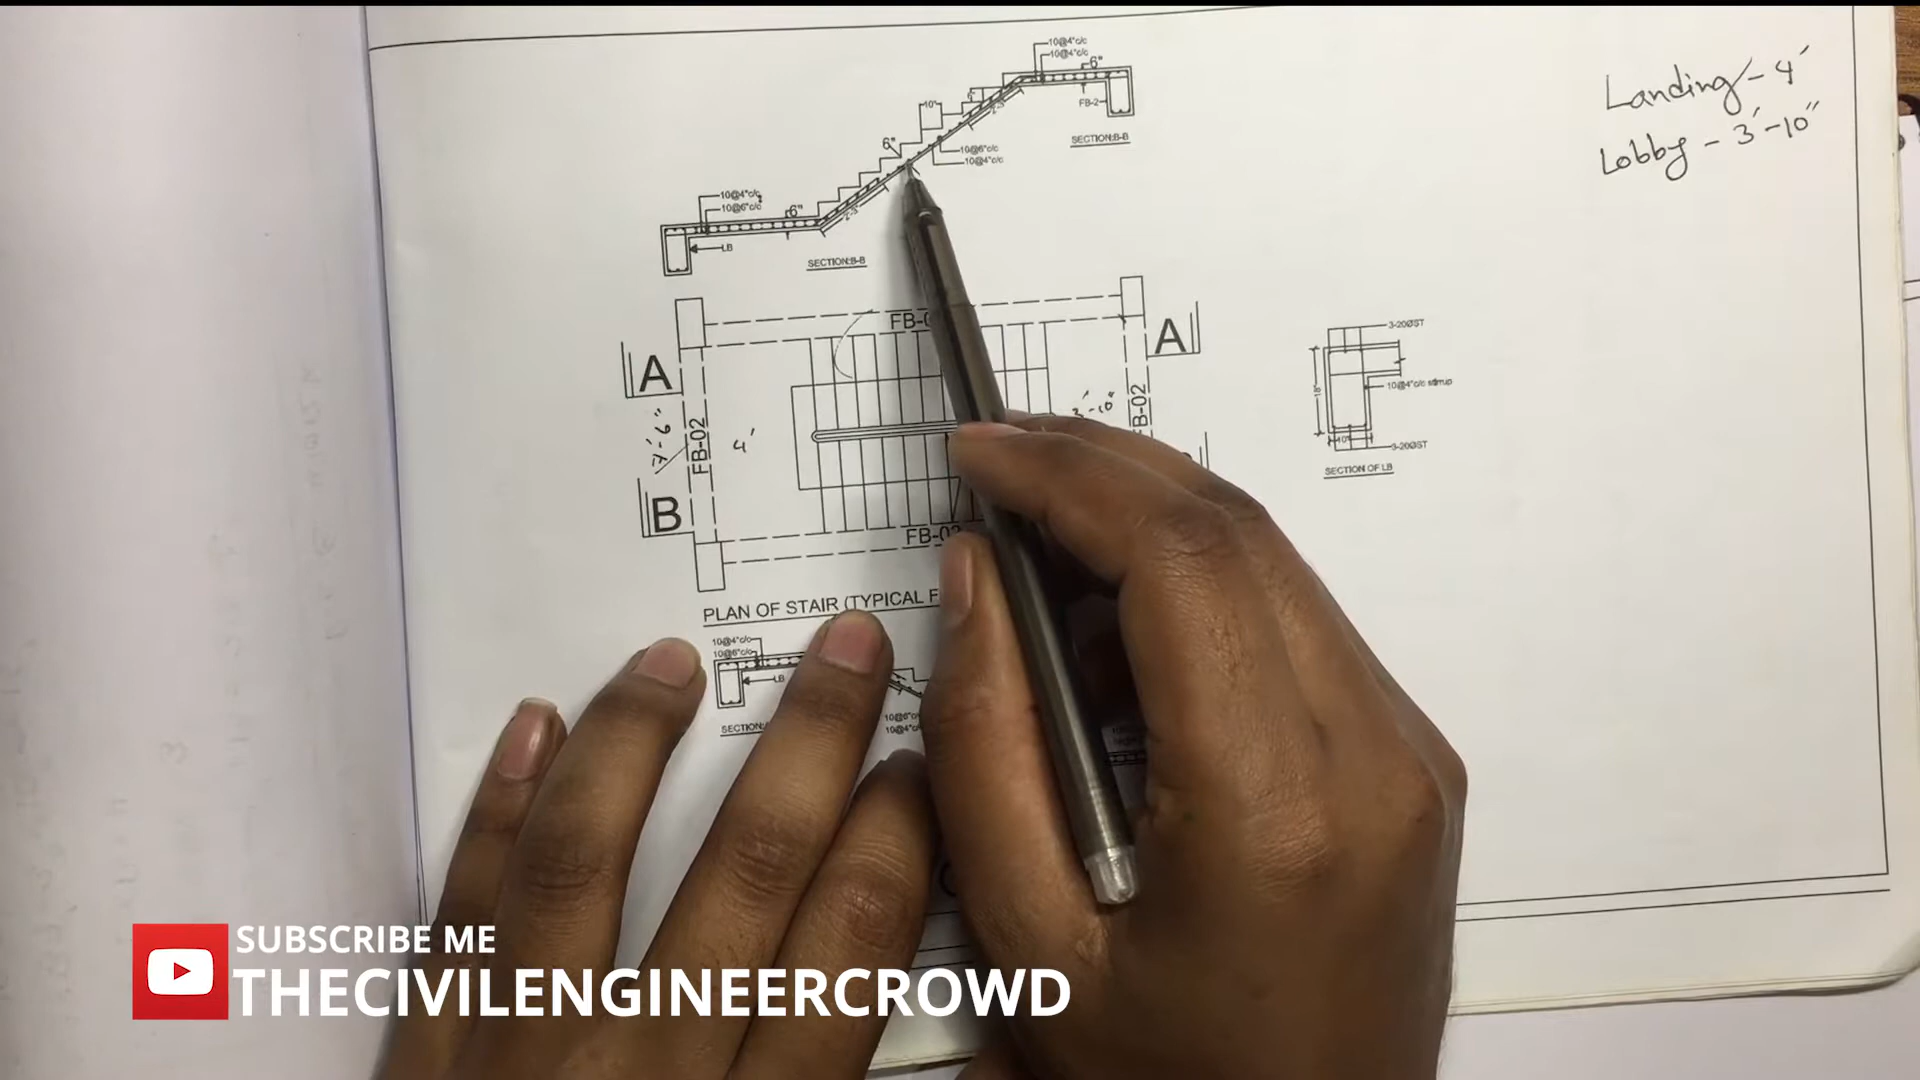 10@4"c/c
10@4"c/c
6"
FB-2
SECTION:B-B
10"
6"
6"
10@6"c/c
10@4"c/c
10@4"c/c
10@6"c/c
6"
LB
SECTION:B-B
Landing - 4'
Lobby - 3'-10"
FB-0
A
A
7'-6"
FB-02
4'
3'-10"
FB-02
B
FB-02
PLAN OF STAIR (TYPICAL F
3-20ØST
18"
10@4"c/c stirrup
10"
3-20ØST
SECTION OF LB
10@4"c/c
10@6"c/c
LB
SECTION:
10@6"c/
10@4"c/c
SUBSCRIBE ME
THECIVILENGINEERCROWD